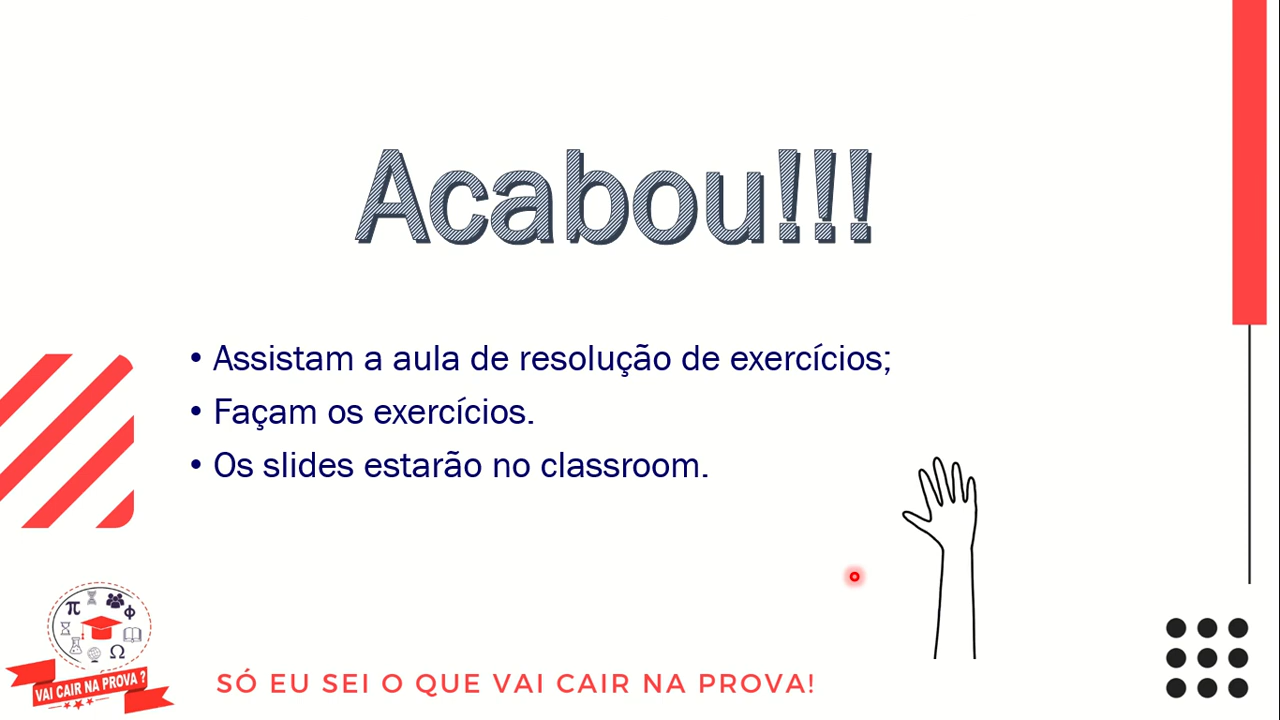 Acabou!!!
• Assistam a aula de resolução de exercícios;
• Façam os exercícios.
• Os slides estarão no classroom.
π
Φ
Ω
VAI CAIR NA PROVA ?
SÓ EU SEI O QUE VAI CAIR NA PROVA!